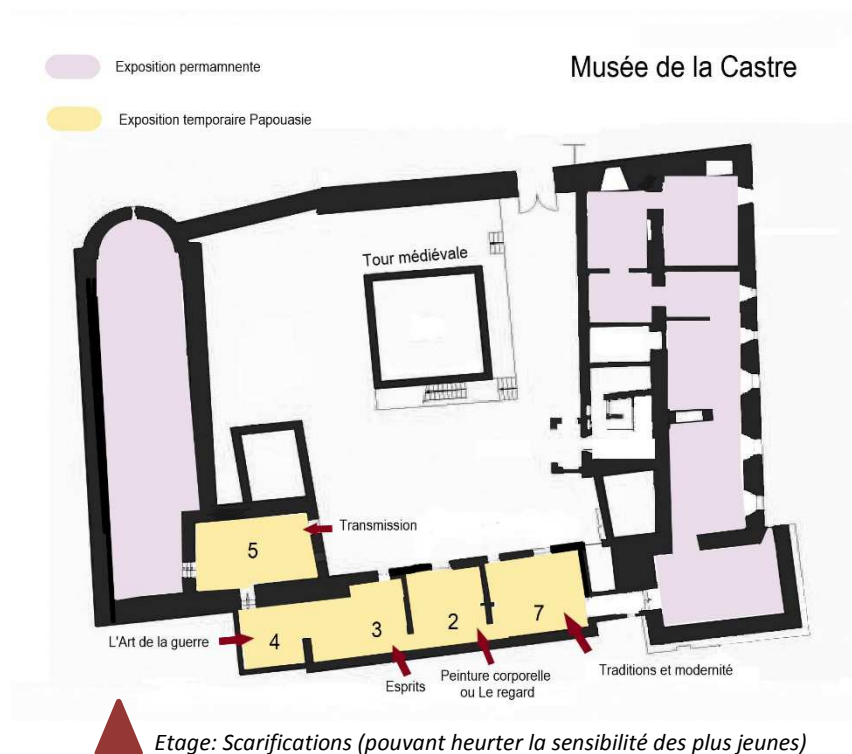 Musée de la Castre
Exposition permamnente
Exposition temporaire Papouasie
Tour médiévale
Transmission
5
7
2
3
4
L'Art de la guerre
Traditions et modernité
Peinture corporelle
ou Le regard
Esprits
Etage: Scarifications (pouvant heurter la sensibilité des plus jeunes)